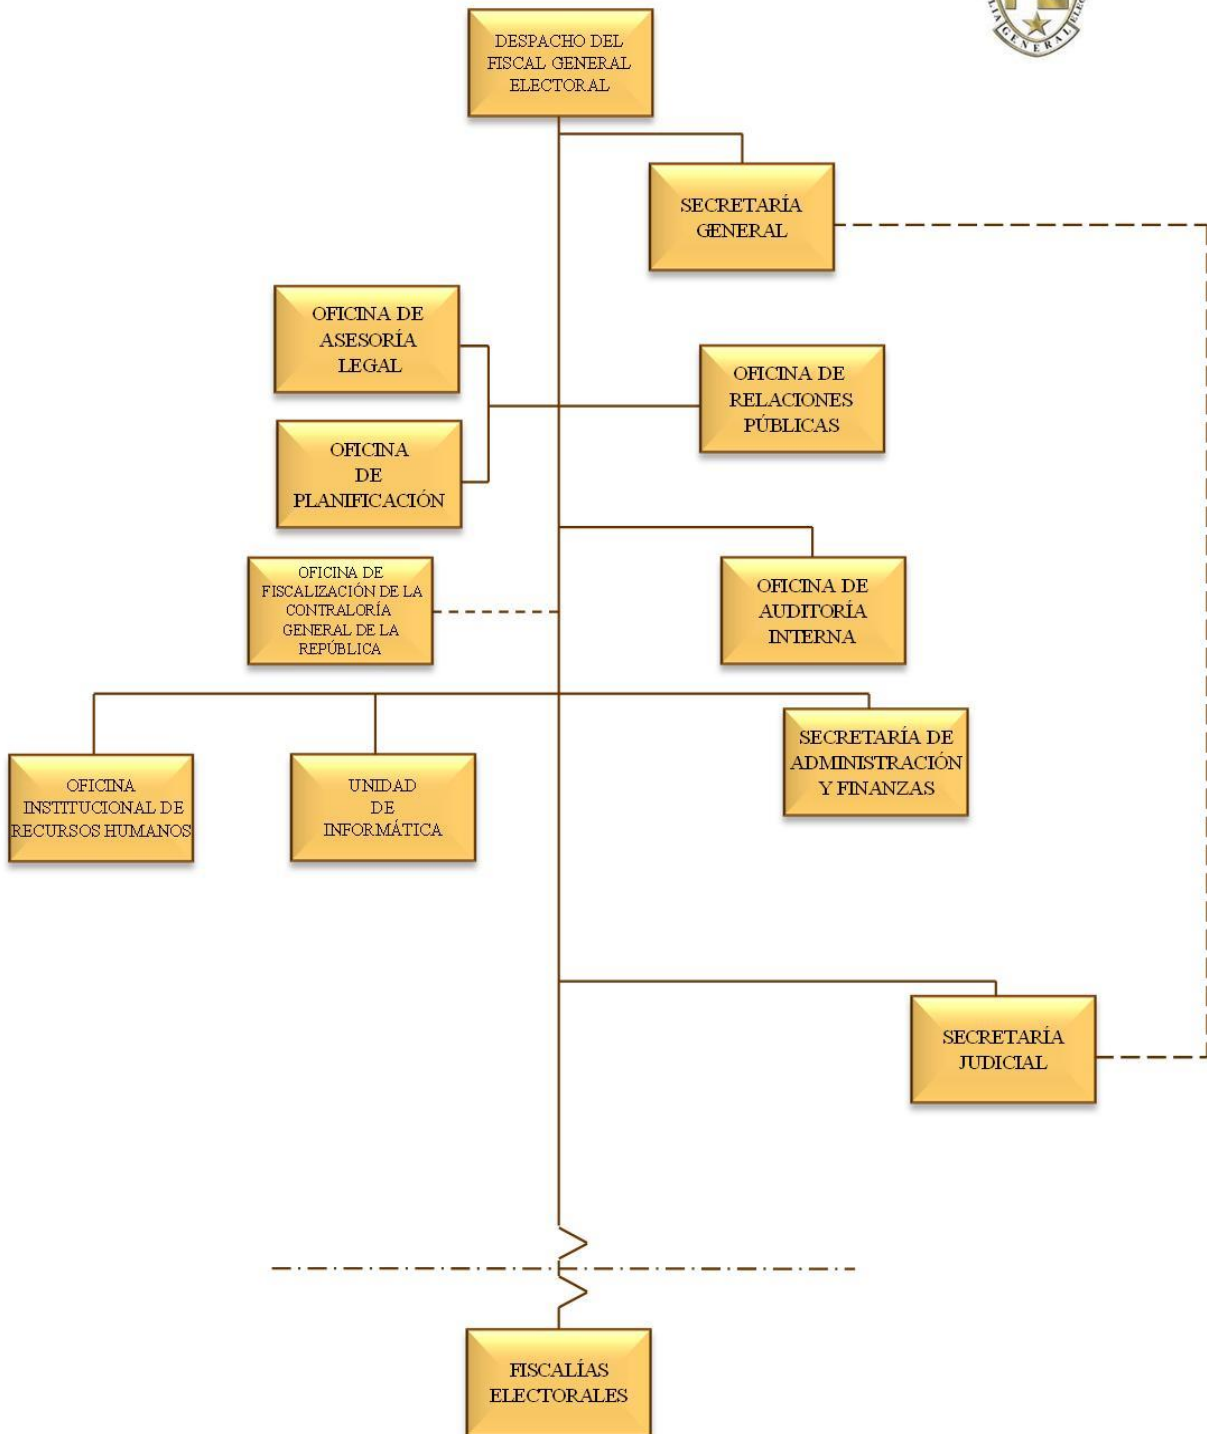 GENERAL
DESPACHO DEL
FISCAL GENERAL
ELECTORAL
SECRETARÍA
GENERAL
OFICINA DE
ASESORÍA
LEGAL
OFICINA DE
RELACIONES
PÚBLICAS
OFICINA
DE
PLANIFICACIÓN
OFICINA DE
FISCALIZACIÓN DE LA
CONTRALORÍA
GENERAL DE LA
REPÚBLICA
OFICINA DE
AUDITORÍA
INTERNA
OFICINA
INSTITUCIONAL DE
RECURSOS HUMANOS
UNIDAD
DE
INFORMÁTICA
SECRETARÍA DE
ADMINISTRACIÓN
Y FINANZAS
SECRETARÍA
JUDICIAL
FISCALÍAS
ELECTORALES